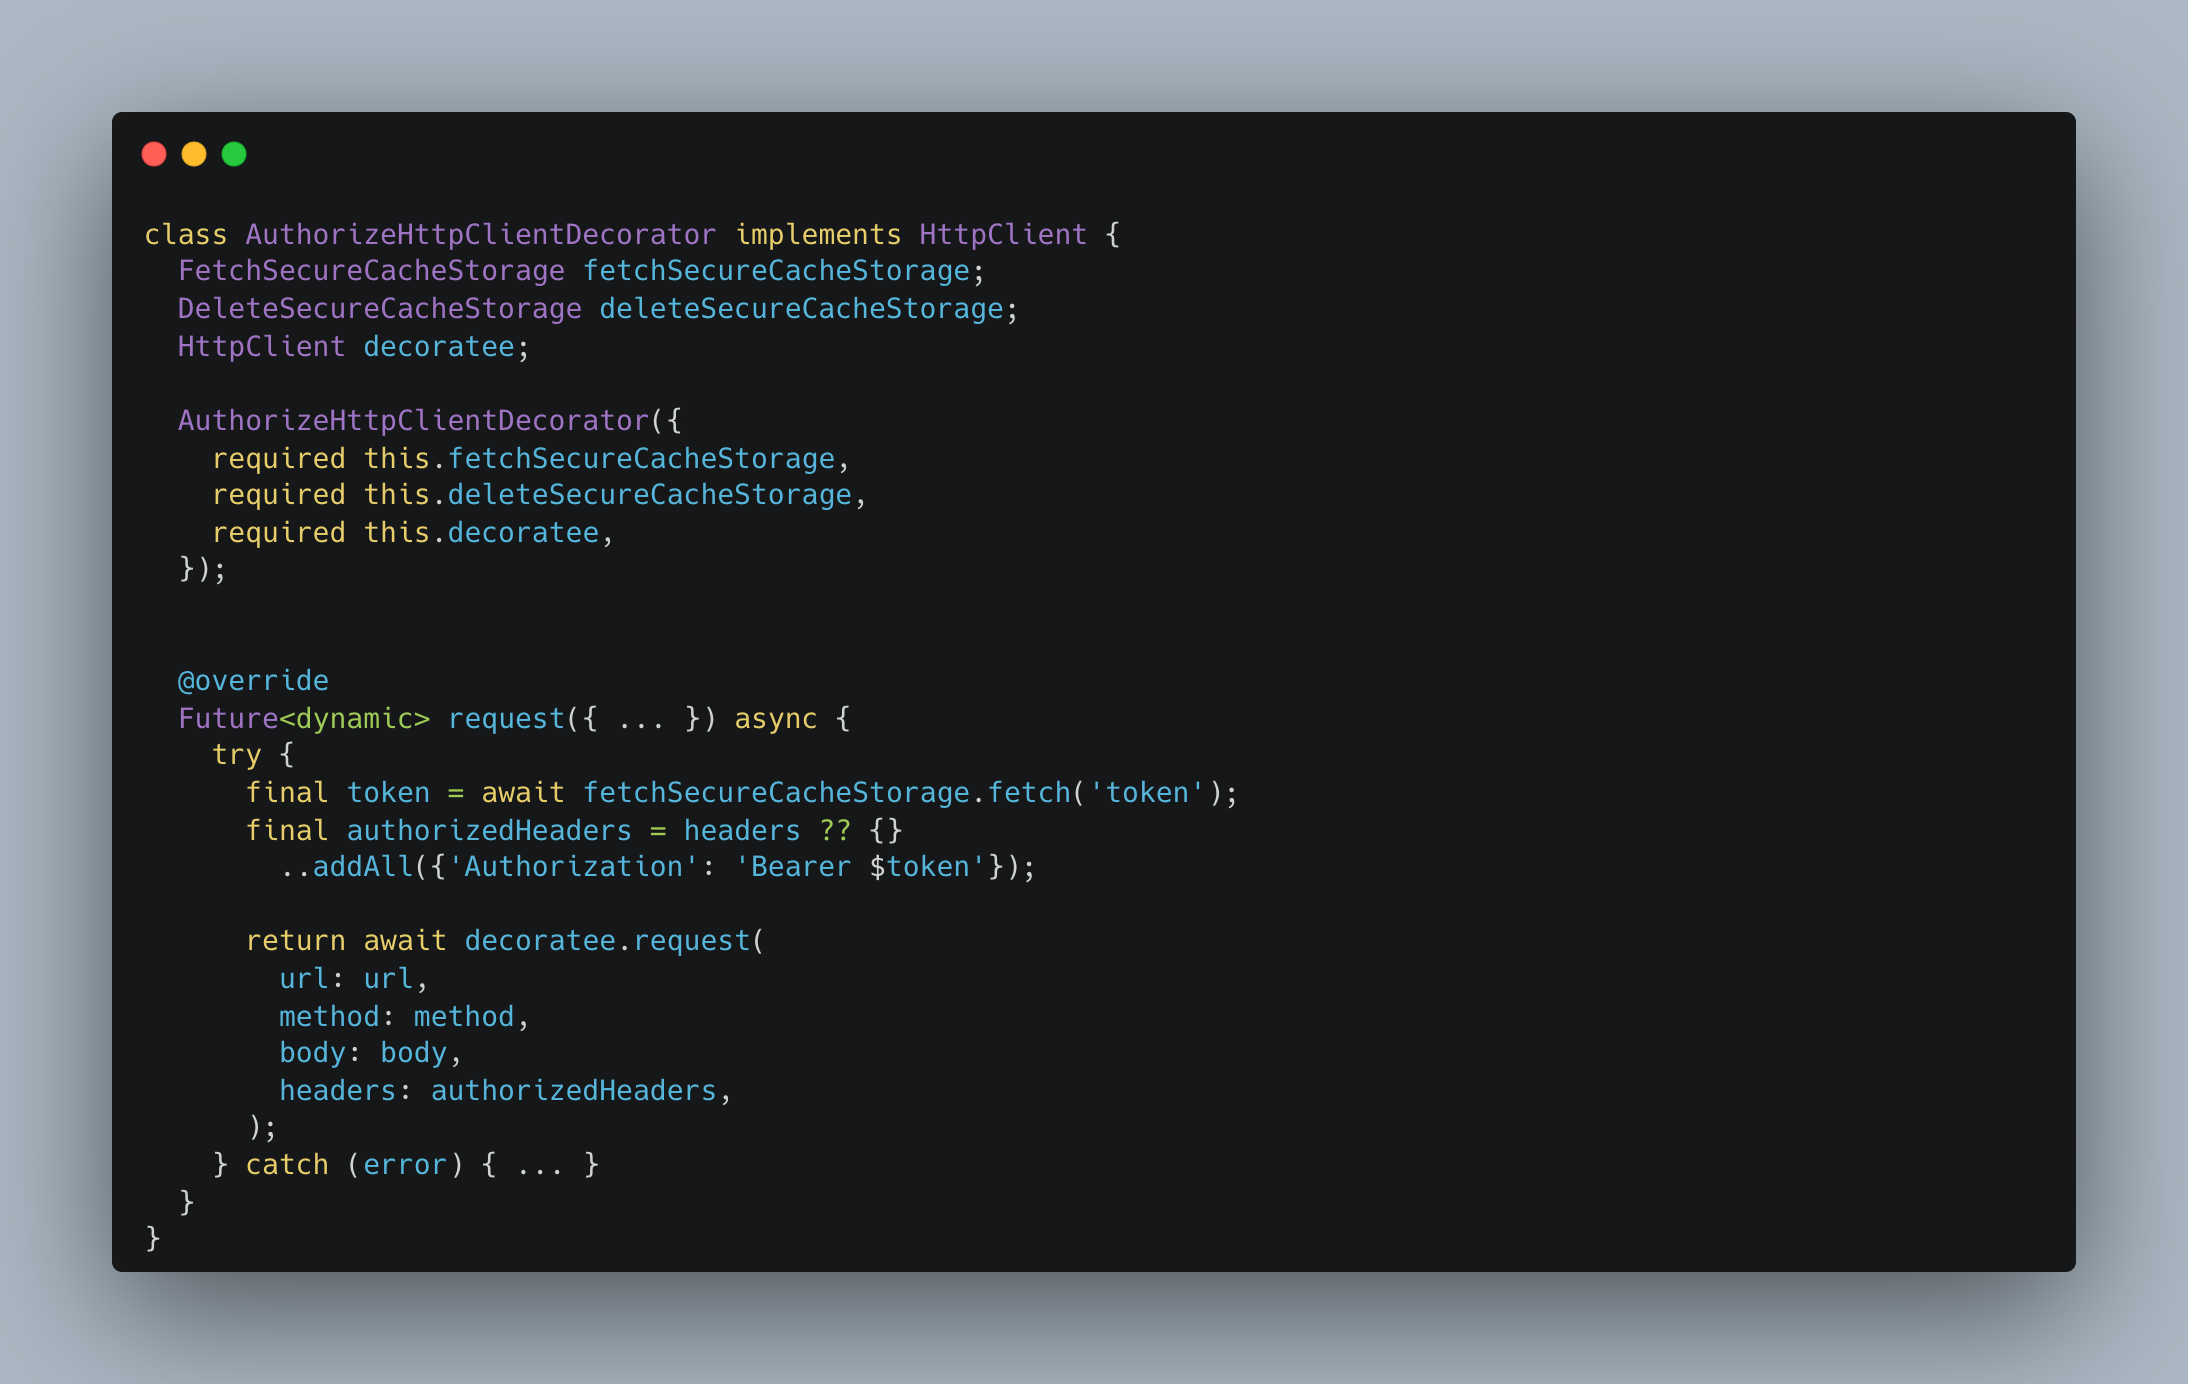 class AuthorizeHttpClientDecorator implements HttpClient {
  FetchSecureCacheStorage fetchSecureCacheStorage;
  DeleteSecureCacheStorage deleteSecureCacheStorage;
  HttpClient decoratee;

  AuthorizeHttpClientDecorator({
    required this.fetchSecureCacheStorage,
    required this.deleteSecureCacheStorage,
    required this.decoratee,
  });


  @override
  Future<dynamic> request({ ... }) async {
    try {
      final token = await fetchSecureCacheStorage.fetch('token');
      final authorizedHeaders = headers ?? {}
        ..addAll({'Authorization': 'Bearer $token'});

      return await decoratee.request(
        url: url,
        method: method,
        body: body,
        headers: authorizedHeaders,
      );
    } catch (error) { ... }
  }
}